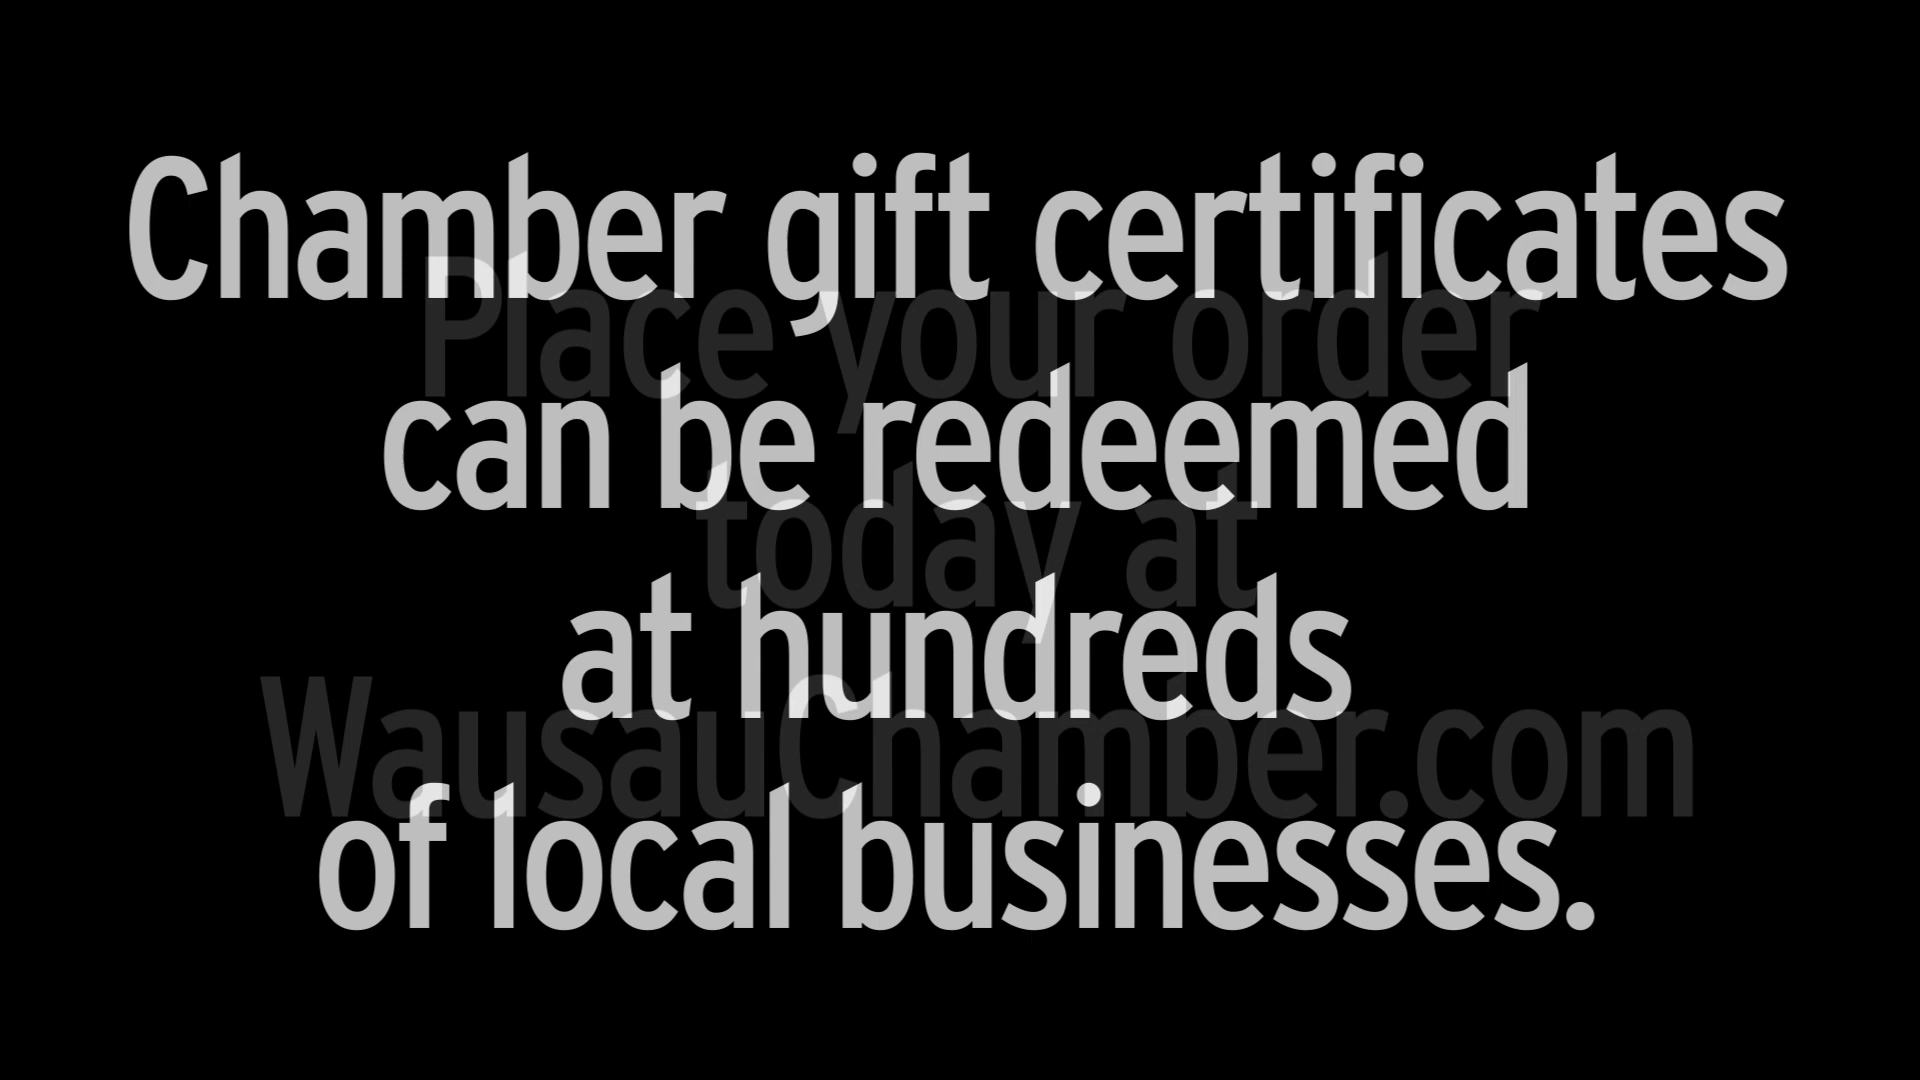 Chamber gift certificates
can be redeemed
at hundreds
of local businesses.
Place your order
today at
WausauChamber.com